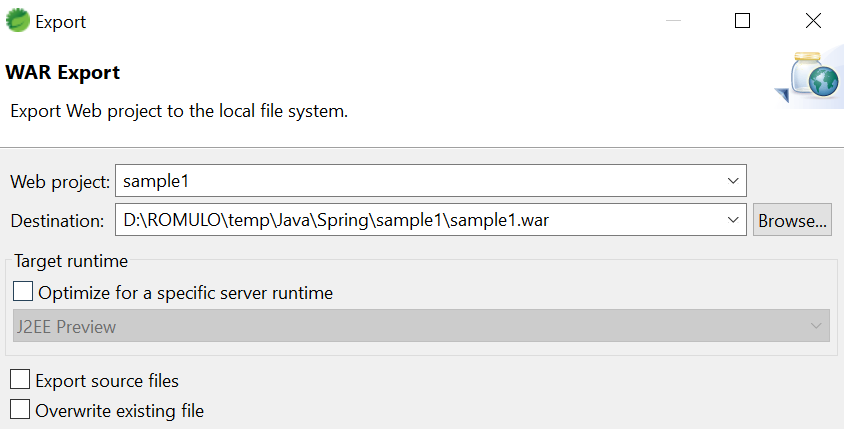 Export
WAR Export
Export Web project to the local file system.
Web project: sample1
Destination: D:\ROMULO\temp\Java\Spring\sample1\sample1.war Browse...
Target runtime
Optimize for a specific server runtime
J2EE Preview
Export source files
Overwrite existing file